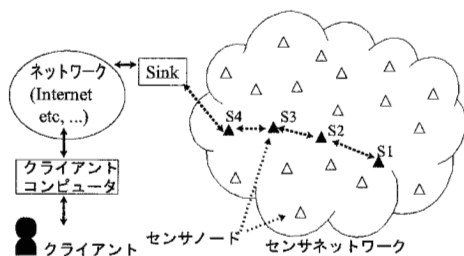 ネットワーク
(Internet
etc, ...)
Sink
S4
S3
S2
S1
クライアント
コンピュータ
クライアント
センサノード
センサネットワーク